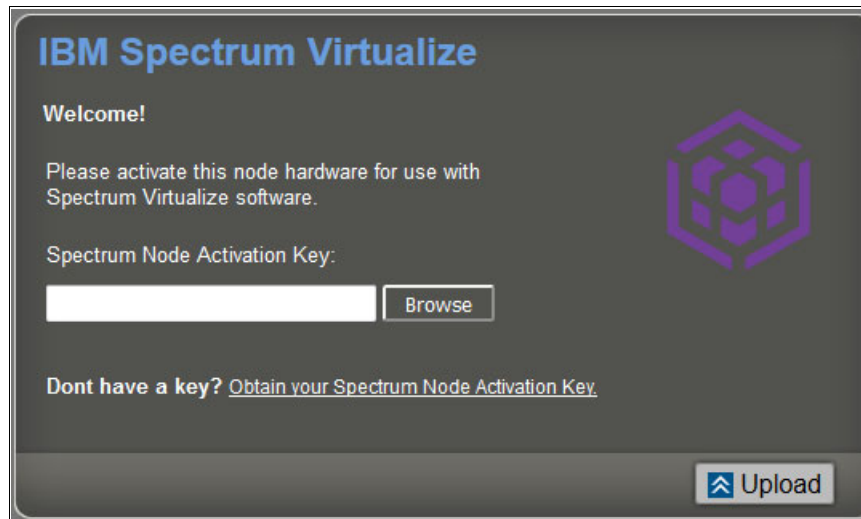 IBM Spectrum Virtualize
Welcome!
Please activate this node hardware for use with
Spectrum Virtualize software.
Spectrum Node Activation Key:
Browse
Dont have a key? Obtain your Spectrum Node Activation Key.
Upload